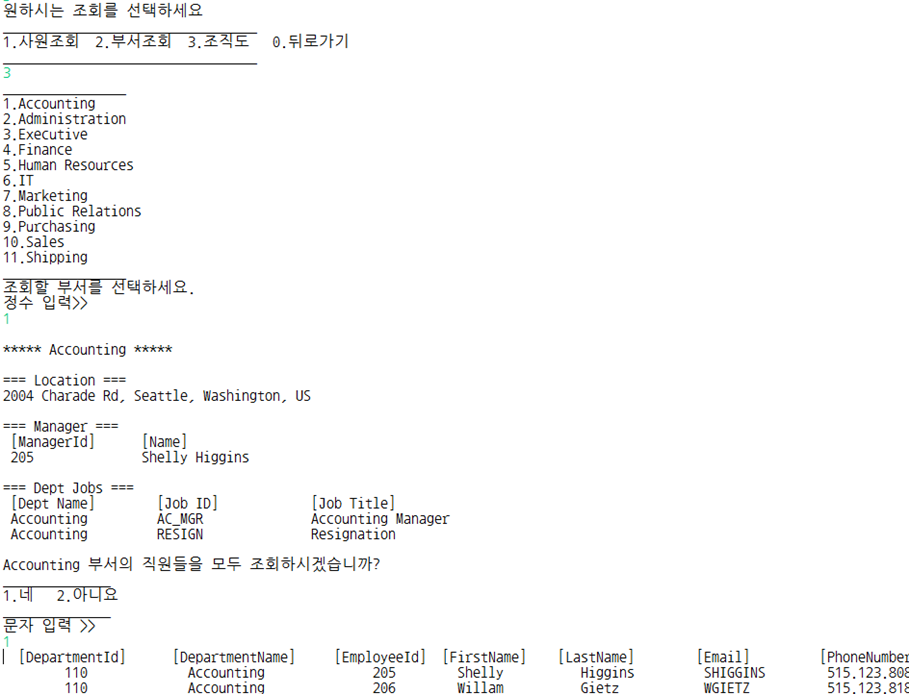 원하시는 조회를 선택하세요
1.사원조회 2.부서조회 3.조직도 0.뒤로가기
3
1.Accounting
2.Administration
3.Executive
4.Finance
5.Human Resources
6.IT
7.Marketing
8.Public Relations
9.Purchasing
10.Sales
11.Shipping
조회할 부서를 선택하세요.
정수 입력>>
1
***** Accounting *****
=== Location ===
2004 Charade Rd, Seattle, Washington, US
=== Manager ===
[ManagerId] [Name]
205 Shelly Higgins
=== Dept Jobs ===
[Dept Name] [Job ID] [Job Title]
Accounting AC_MGR Accounting Manager
Accounting RESIGN Resignation
Accounting 부서의 직원들을 모두 조회하시겠습니까?
1.네 2.아니요
문자 입력 >>
1
[DepartmentId] [DepartmentName] [EmployeeId] [FirstName] [LastName] [Email] [PhoneNumber
110 Accounting 205 Shelly Higgins SHIGGINS 515.123.808
110 Accounting 206 Willam Gietz WGIETZ 515.123.818